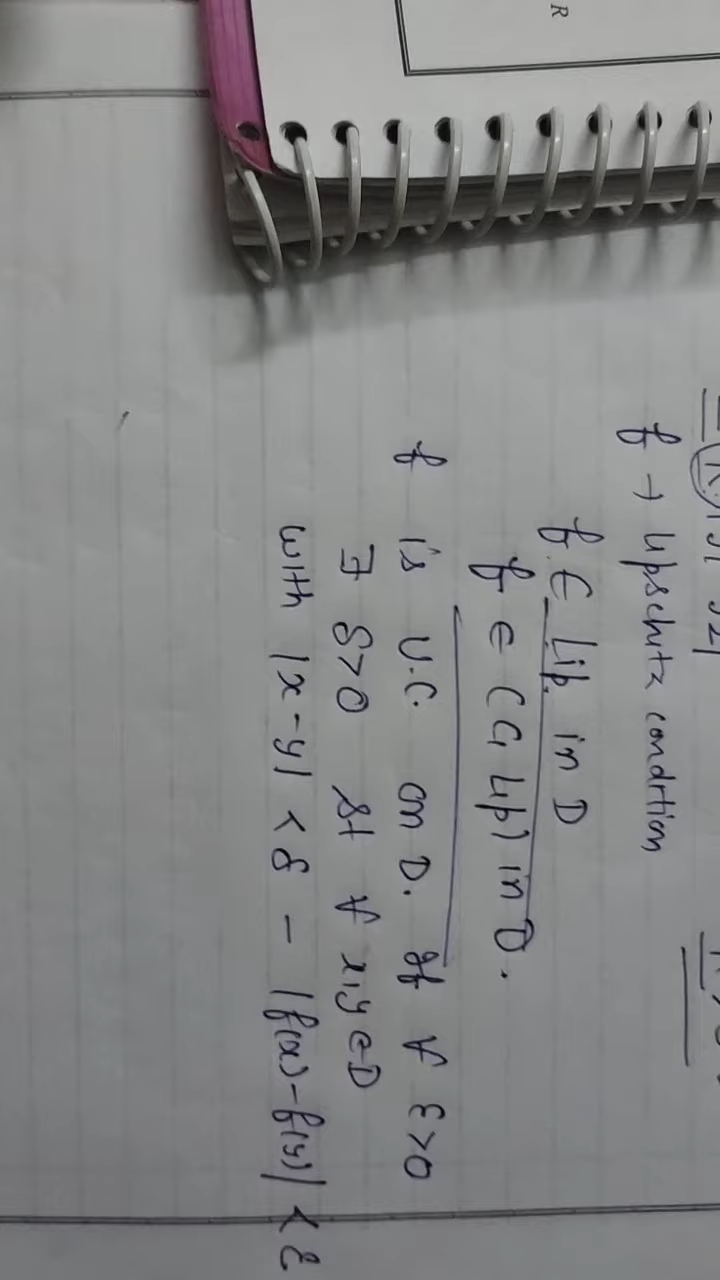 R
f → Lipschitz condition
f ∈ Lip. in D
f ∈ (C, Lip) in D.
f is U.C. on D. If ∀ ε>0
∃ δ>0 st ∀ x,y ∈ D
with |x-y| < δ - |f(x)-f(y)| < ε